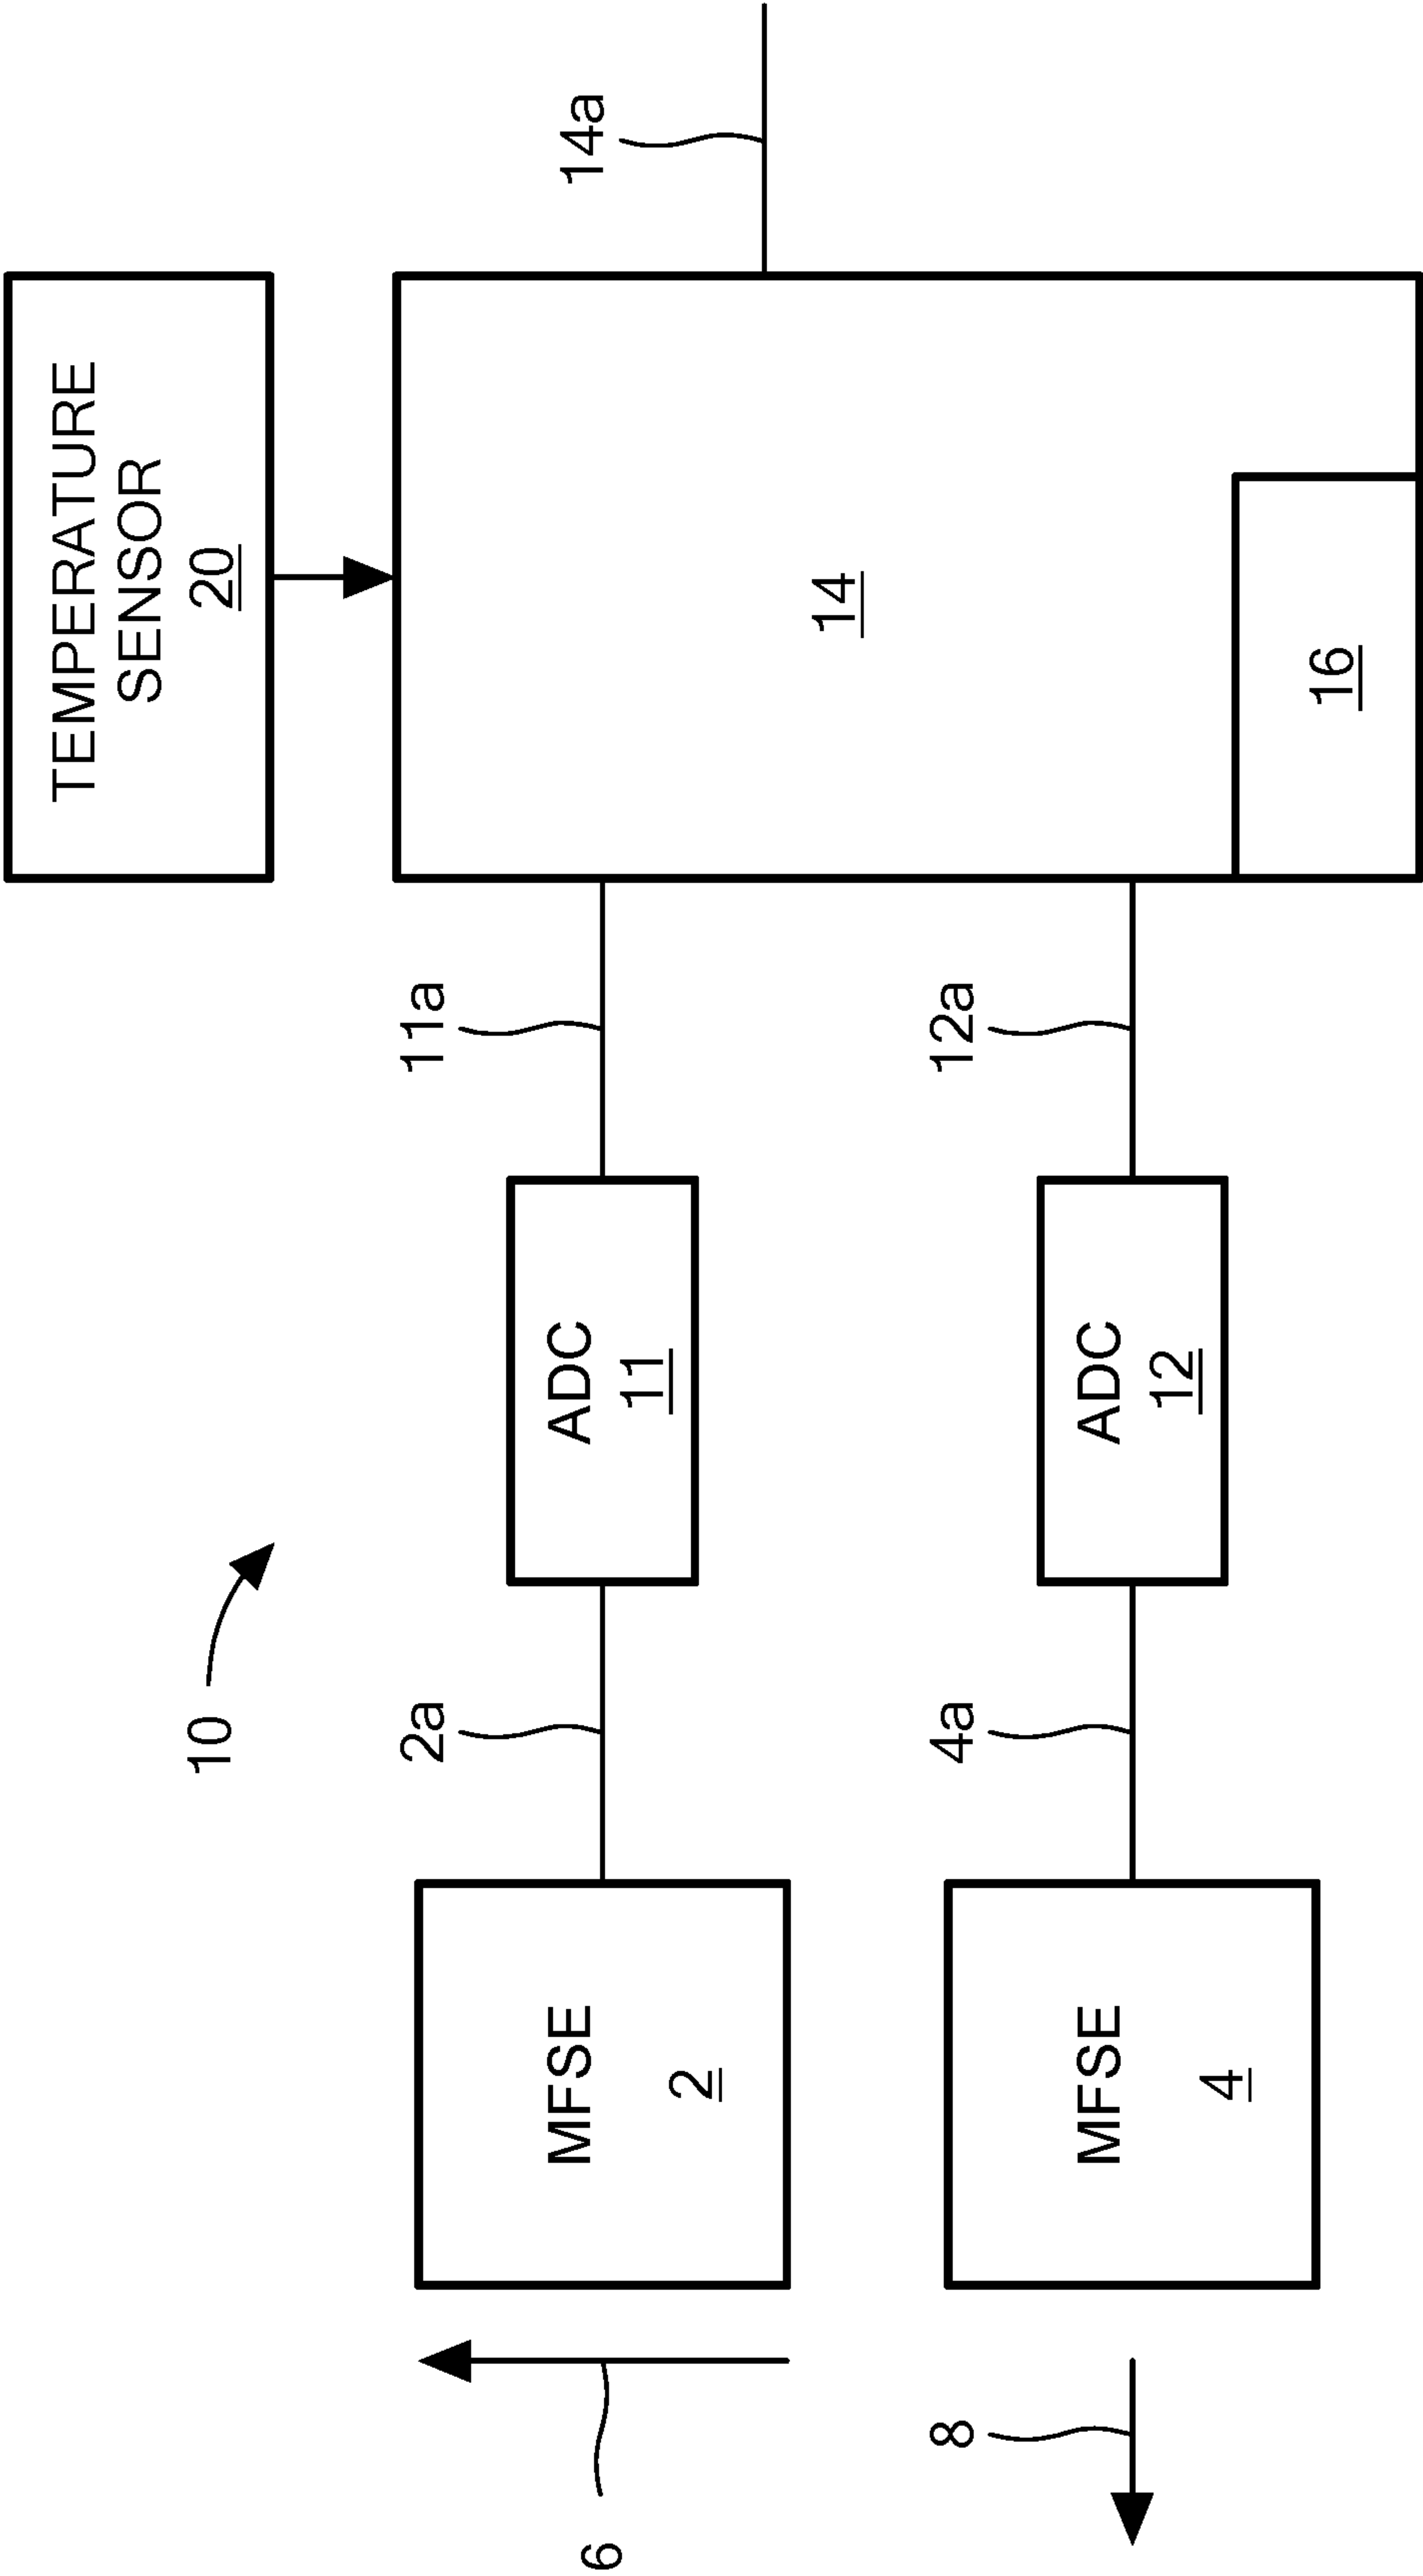 TEMPERATURE
SENSOR
20
10
2a
11a
14a
6
MFSE
2
ADC
11
14
8
4a
12a
MFSE
4
ADC
12
16